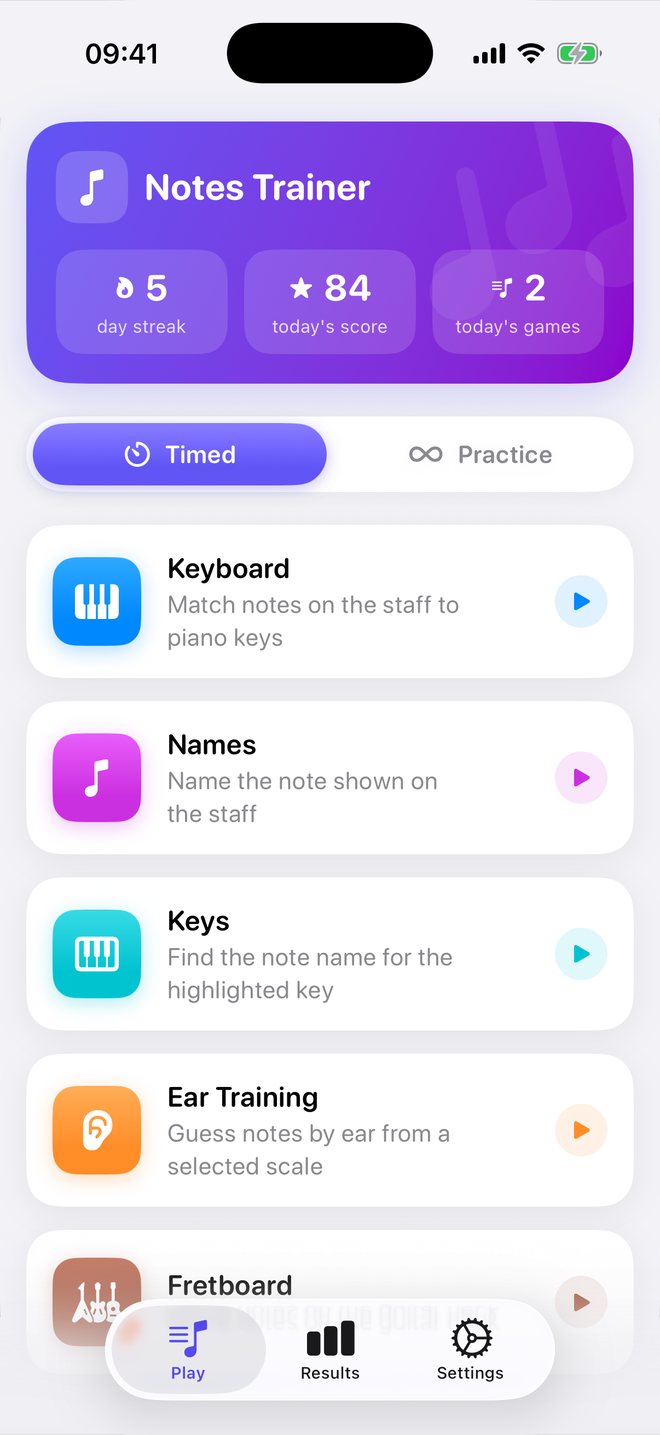 09:41
Notes Trainer
5
day streak
84
today's score
2
today's games
Timed
Practice
Keyboard
Match notes on the staff to
piano keys
Names
Name the note shown on
the staff
Keys
Find the note name for the
highlighted key
Ear Training
Guess notes by ear from a
selected scale
Fretboard
Play
Results
Settings